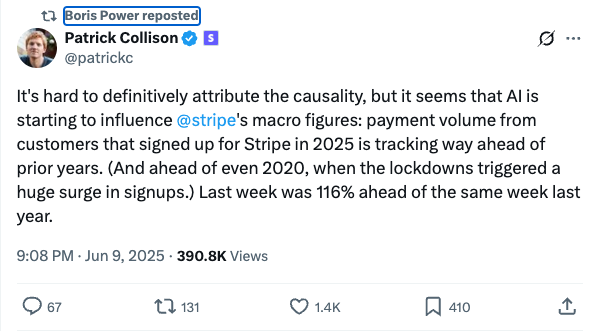 Boris Power reposted
Patrick Collison
@patrickc
It's hard to definitively attribute the causality, but it seems that AI is
starting to influence @stripe's macro figures: payment volume from
customers that signed up for Stripe in 2025 is tracking way ahead of
prior years. (And ahead of even 2020, when the lockdowns triggered a
huge surge in signups.) Last week was 116% ahead of the same week last
year.
9:08 PM · Jun 9, 2025 · 390.8K Views
67 131 1.4K 410